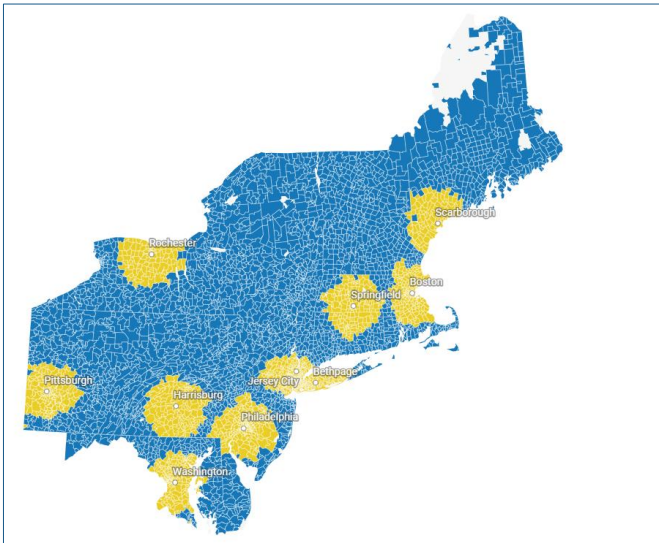 Scarborough
Rochester
Boston
Springfield
Bethpage
Jersey City
Pittsburgh
Harrisburg
Philadelphia
Washington